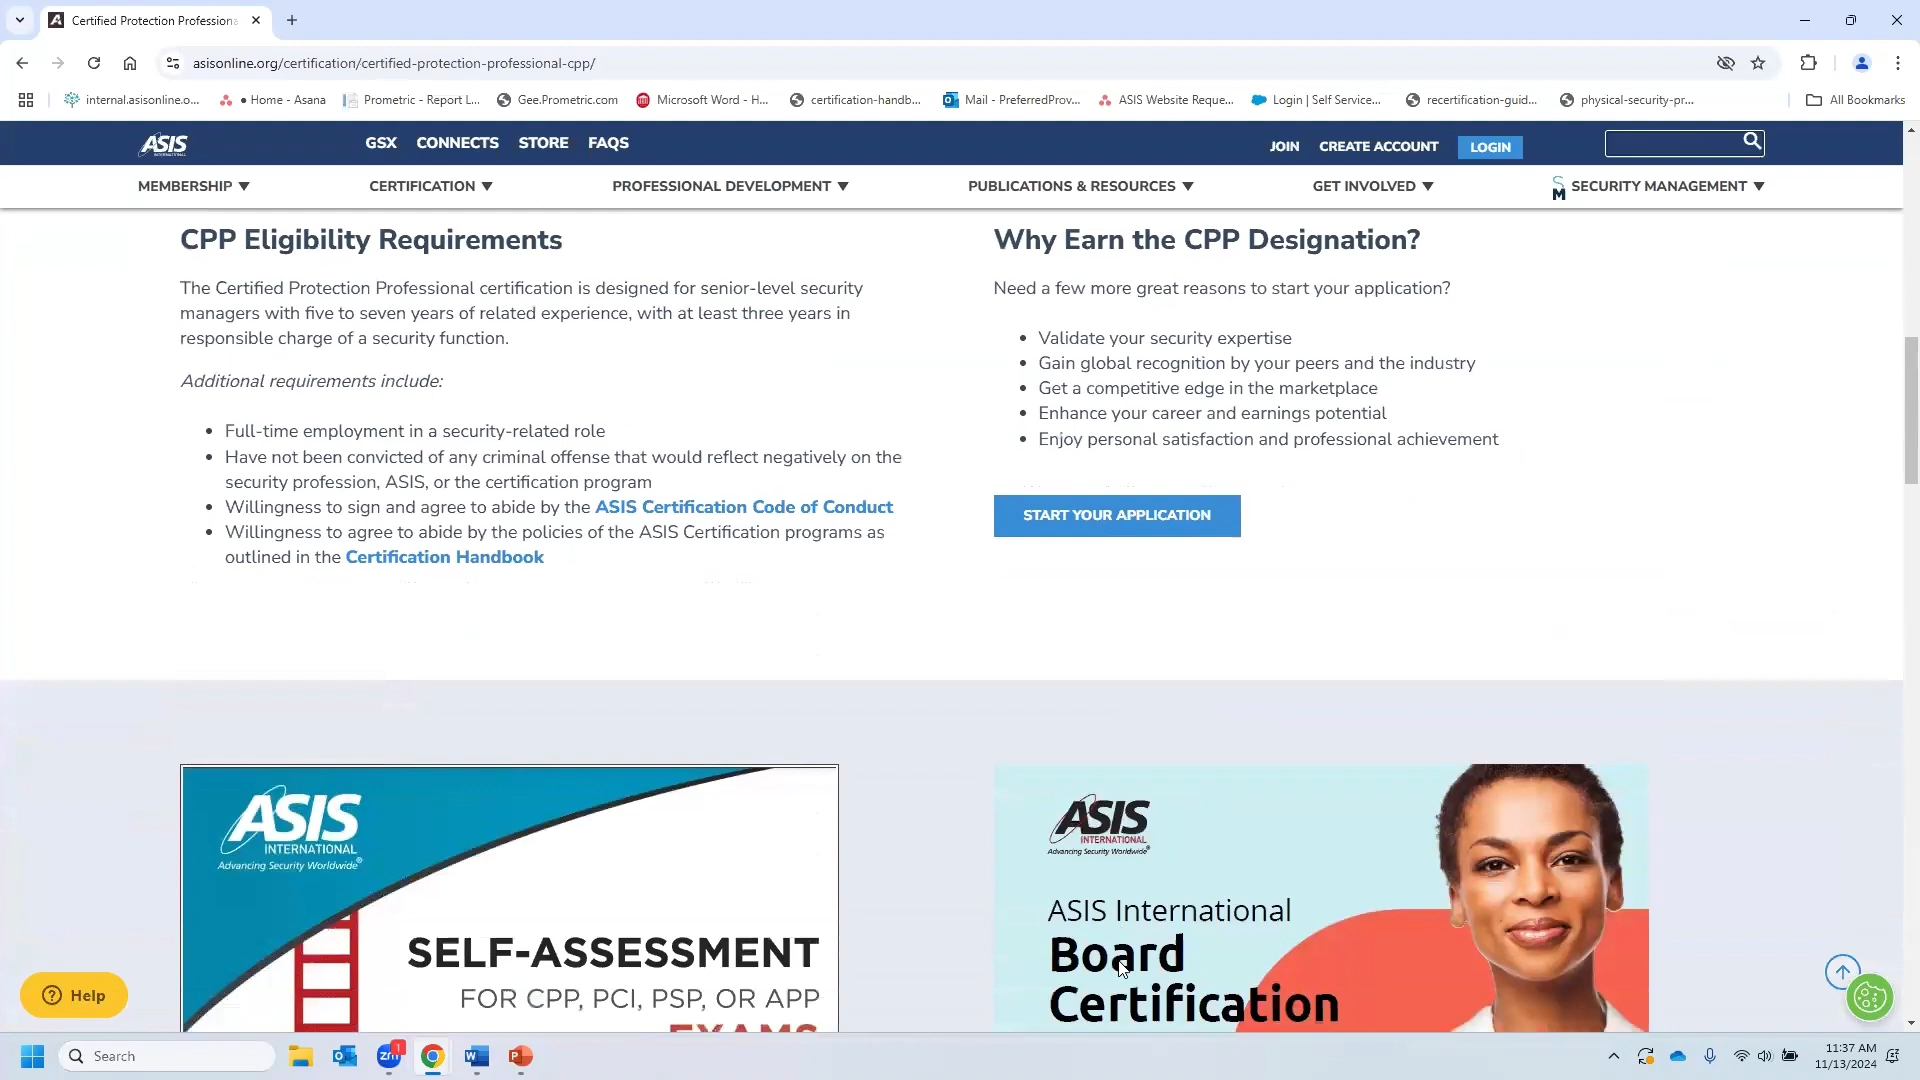 Certified Protection Professiona
asisonline.org/certification/certified-protection-professional-cpp/
internal.asisonline.o...
• Home - Asana
Prometric - Report L...
Gee.Prometric.com
Microsoft Word - H...
certification-handb...
Mail - PreferredProv...
ASIS Website Reque...
Login | Self Service...
recertification-guid...
physical-security-pr...
All Bookmarks
ASIS
INTERNATIONAL
GSX
CONNECTS
STORE
FAQS
JOIN
CREATE ACCOUNT
LOGIN
MEMBERSHIP ▼
CERTIFICATION ▼
PROFESSIONAL DEVELOPMENT ▼
PUBLICATIONS & RESOURCES ▼
GET INVOLVED ▼
SM
SECURITY MANAGEMENT ▼
CPP Eligibility Requirements
The Certified Protection Professional certification is designed for senior-level security
managers with five to seven years of related experience, with at least three years in
responsible charge of a security function.
Additional requirements include:
• Full-time employment in a security-related role
• Have not been convicted of any criminal offense that would reflect negatively on the
security profession, ASIS, or the certification program
• Willingness to sign and agree to abide by the ASIS Certification Code of Conduct
• Willingness to agree to abide by the policies of the ASIS Certification programs as
outlined in the Certification Handbook
Why Earn the CPP Designation?
Need a few more great reasons to start your application?
• Validate your security expertise
• Gain global recognition by your peers and the industry
• Get a competitive edge in the marketplace
• Enhance your career and earnings potential
• Enjoy personal satisfaction and professional achievement
START YOUR APPLICATION
ASIS
INTERNATIONAL
Advancing Security Worldwide®
SELF-ASSESSMENT
FOR CPP, PCI, PSP, OR APP
EXAMS
ASIS
INTERNATIONAL
Advancing Security Worldwide®
ASIS International
Board
Certification
Help
Search
zm
1
11:37 AM
11/13/2024